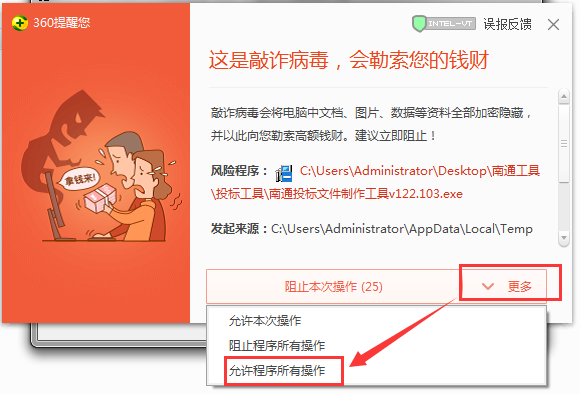 360提醒您
INTEL-VT 误报反馈
这是敲诈病毒，会勒索您的钱财
敲诈病毒会将电脑中文档、图片、数据等资料全部加密隐藏，
并以此向您勒索高额钱财。建议立即阻止！
拿钱来!
风险程序：C:\Users\Administrator\Desktop\南通工具
\投标工具\南通投标文件制作工具v122.103.exe
发起来源：C:\Users\Administrator\AppData\Local\Temp
阻止本次操作 (25) 更多
允许本次操作
阻止程序所有操作
允许程序所有操作